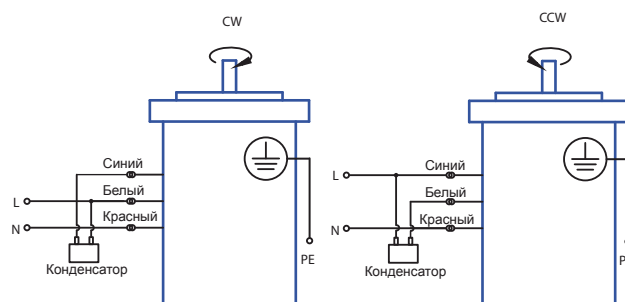 CW
Синий
Белый
Красный
L
N
Конденсатор
PE
CCW
Синий
Белый
Красный
L
N
Конденсатор
P